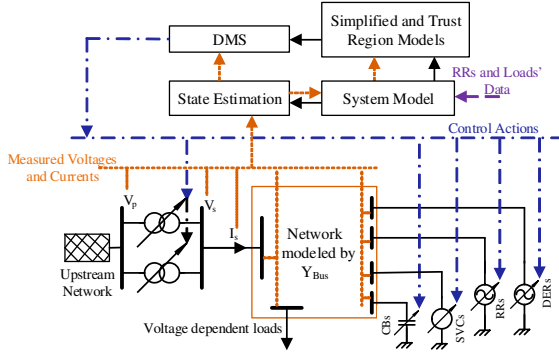 Simplified and Trust
Region Models
DMS
State Estimation
System Model
RRs and Loads'
Data
Control Actions
Measured Voltages
and Currents
Vp
Vs
Is
Network
modeled by
YBus
Upstream
Network
Voltage dependent loads
CBs
SVCs
RRs
DERs